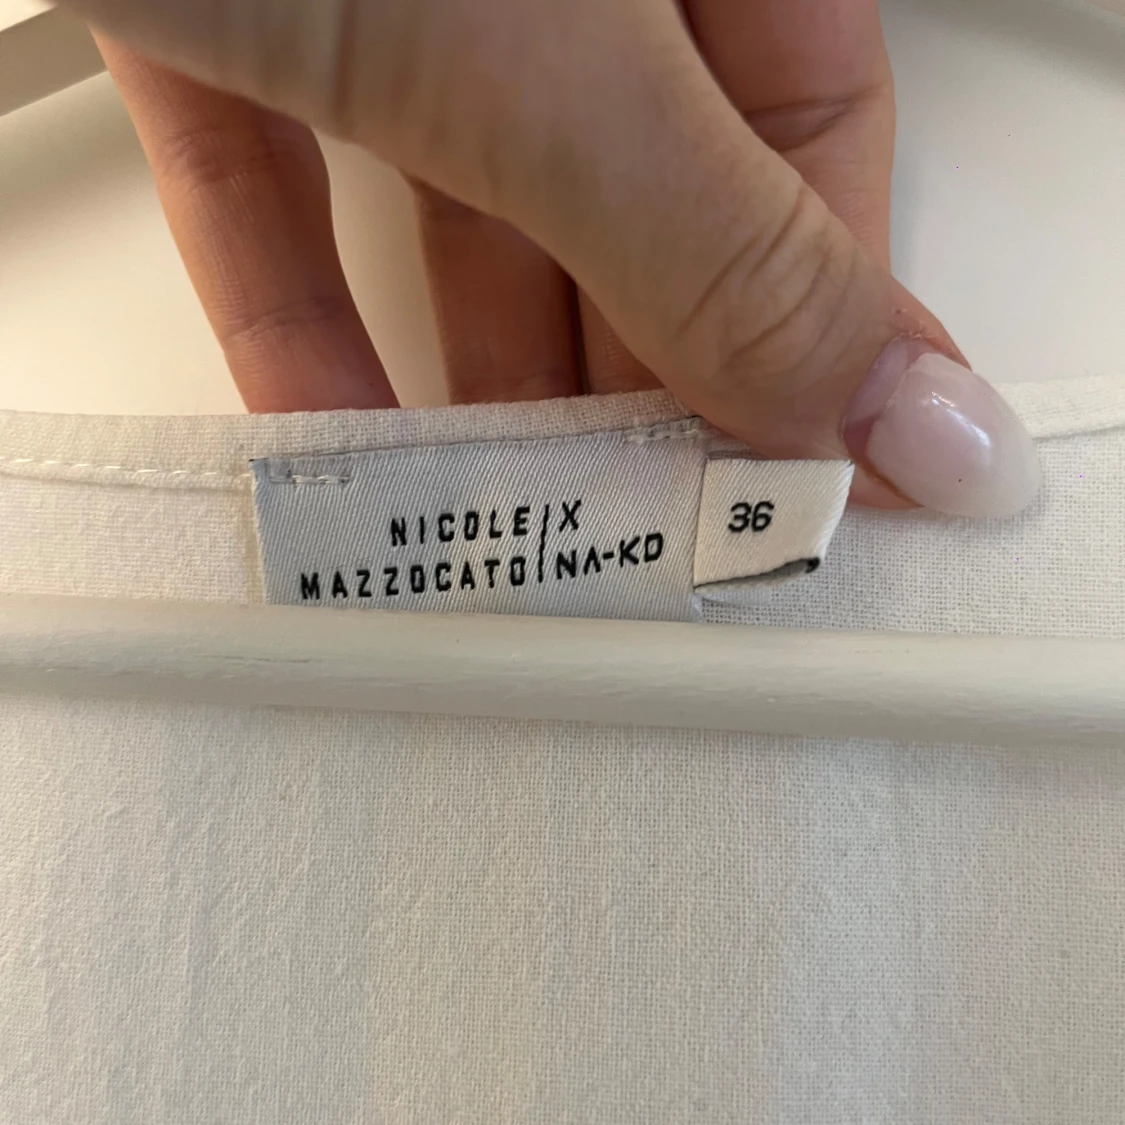 NICOLE | X
MAZZOCATO | NA-KD
36